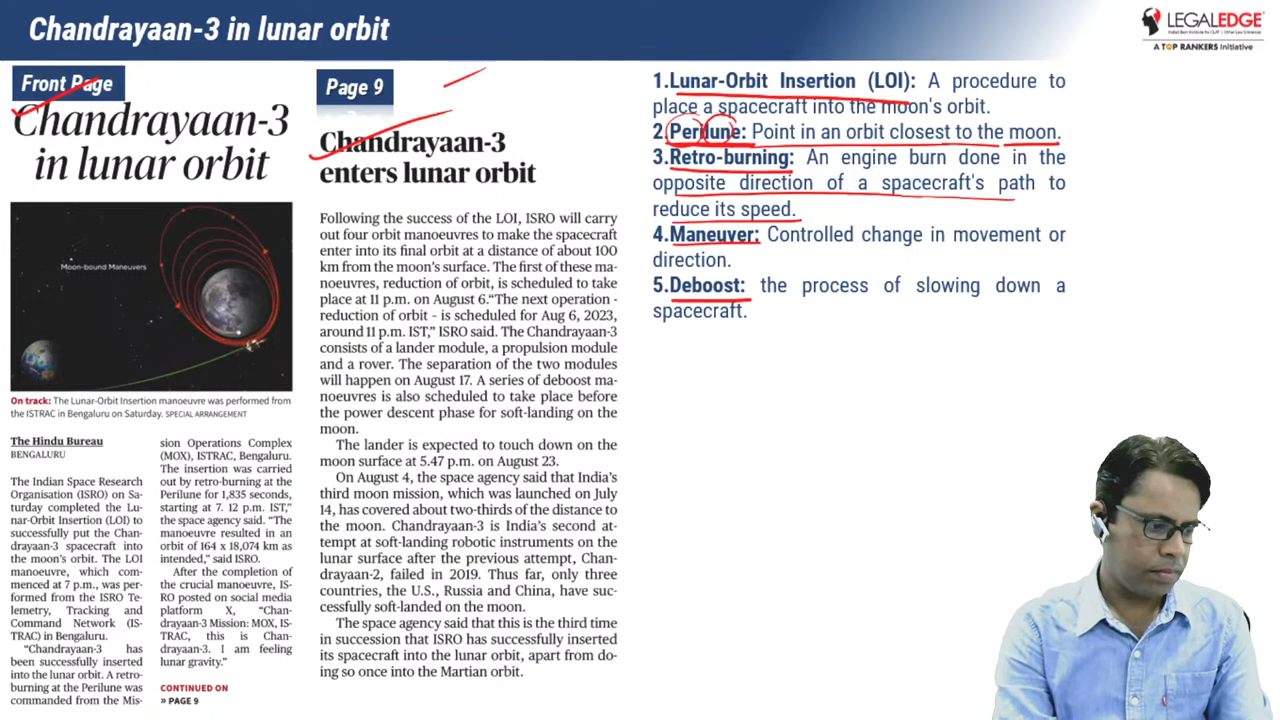 Chandrayaan-3 in lunar orbit
LEGALEDGE
India's Best Institute for CLAT | Other Law Entrances
A TOP RANKERS Initiative
Front Page
Chandrayaan-3
in lunar orbit
Moon-bound Maneuvers
On track: The Lunar-Orbit Insertion manoeuvre was performed from
the ISTRAC in Bengaluru on Saturday. SPECIAL ARRANGEMENT
The Hindu Bureau
BENGALURU
The Indian Space Research
Organisation (ISRO) on Sa-
turday completed the Lu-
nar-Orbit Insertion (LOI) to
successfully put the Chan-
drayaan-3 spacecraft into
the moon's orbit. The LOI
manoeuvre, which com-
menced at 7 p.m., was per-
formed from the ISRO Te-
lemetry, Tracking and
Command Network (IS-
TRAC) in Bengaluru.
"Chandrayaan-3 has
been successfully inserted
into the lunar orbit. A retro-
burning at the Perilune was
commanded from the Mis-
sion Operations Complex
(MOX), ISTRAC, Bengaluru.
The insertion was carried
out by retro-burning at the
Perilune for 1,835 seconds,
starting at 7. 12 p.m. IST,"
the space agency said. "The
manoeuvre resulted in an
orbit of 164 x 18,074 km as
intended," said ISRO.
After the completion of
the crucial manoeuvre, IS-
RO posted on social media
platform X, "Chan-
drayaan-3 Mission: MOX, IS-
TRAC, this is Chan-
drayaan-3. I am feeling
lunar gravity."
CONTINUED ON
» PAGE 9
Page 9
Chandrayaan-3
enters lunar orbit
Following the success of the LOI, ISRO will carry
out four orbit manoeuvres to make the spacecraft
enter into its final orbit at a distance of about 100
km from the moon's surface. The first of these ma-
noeuvres, reduction of orbit, is scheduled to take
place at 11 p.m. on August 6."The next operation -
reduction of orbit - is scheduled for Aug 6, 2023,
around 11 p.m. IST," ISRO said. The Chandrayaan-3
consists of a lander module, a propulsion module
and a rover. The separation of the two modules
will happen on August 17. A series of deboost ma-
noeuvres is also scheduled to take place before
the power descent phase for soft-landing on the
moon.
The lander is expected to touch down on the
moon surface at 5.47 p.m. on August 23.
On August 4, the space agency said that India's
third moon mission, which was launched on July
14, has covered about two-thirds of the distance to
the moon. Chandrayaan-3 is India's second at-
tempt at soft-landing robotic instruments on the
lunar surface after the previous attempt, Chan-
drayaan-2, failed in 2019. Thus far, only three
countries, the U.S., Russia and China, have suc-
cessfully soft-landed on the moon.
The space agency said that this is the third time
in succession that ISRO has successfully inserted
its spacecraft into the lunar orbit, apart from do-
ing so once into the Martian orbit.
1.Lunar-Orbit Insertion (LOI): A procedure to
place a spacecraft into the moon's orbit.
2.Perilune: Point in an orbit closest to the moon.
3.Retro-burning: An engine burn done in the
opposite direction of a spacecraft's path to
reduce its speed.
4.Maneuver: Controlled change in movement or
direction.
5.Deboost: the process of slowing down a
spacecraft.